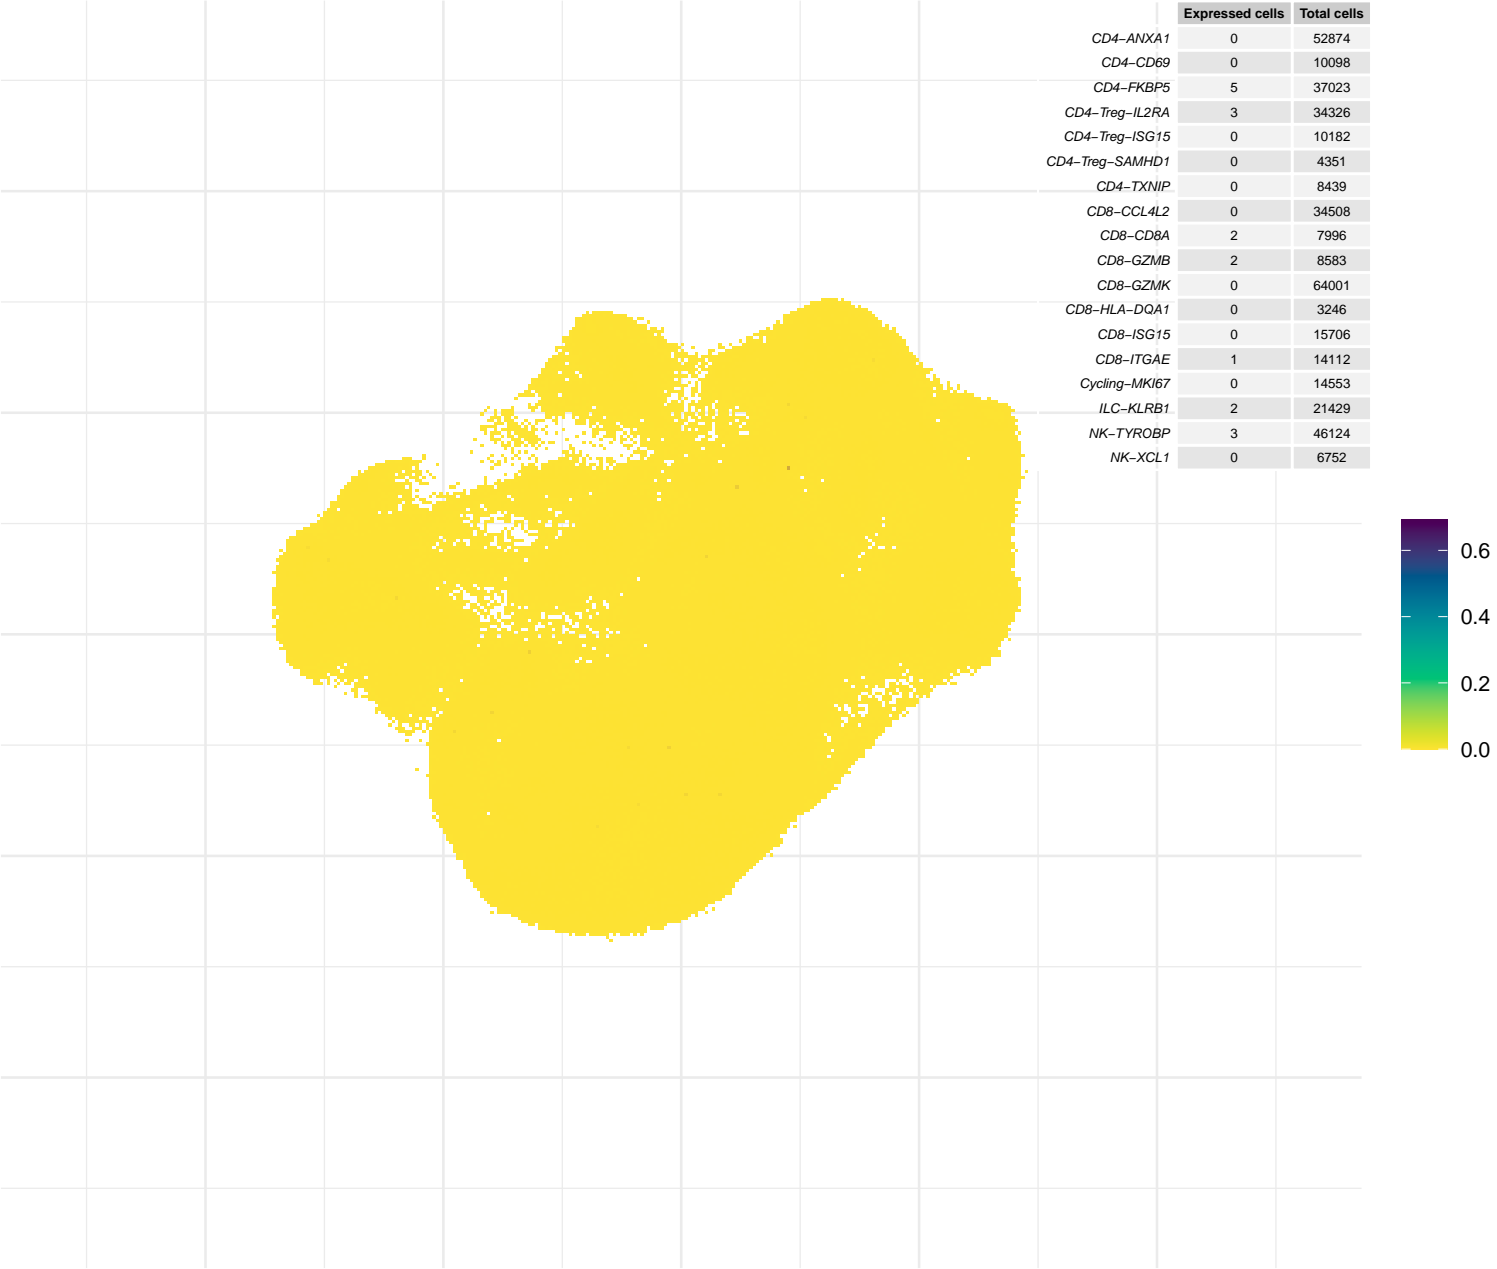 Expressed cells Total cells
CD4−ANXA1 0 52874
CD4−CD69 0 10098
CD4−FKBP5 5 37023
CD4−Treg−IL2RA 3 34326
CD4−Treg−ISG15 0 10182
CD4−Treg−SAMHD1 0 4351
CD4−TXNIP 0 8439
CD8−CCL4L2 0 34508
CD8−CD8A 2 7996
CD8−GZMB 2 8583
CD8−GZMK 0 64001
CD8−HLA−DQA1 0 3246
CD8−ISG15 0 15706
CD8−ITGAE 1 14112
Cycling−MKI67 0 14553
ILC−KLRB1 2 21429
NK−TYROBP 3 46124
NK−XCL1 0 6752
0.6
0.4
0.2
0.0